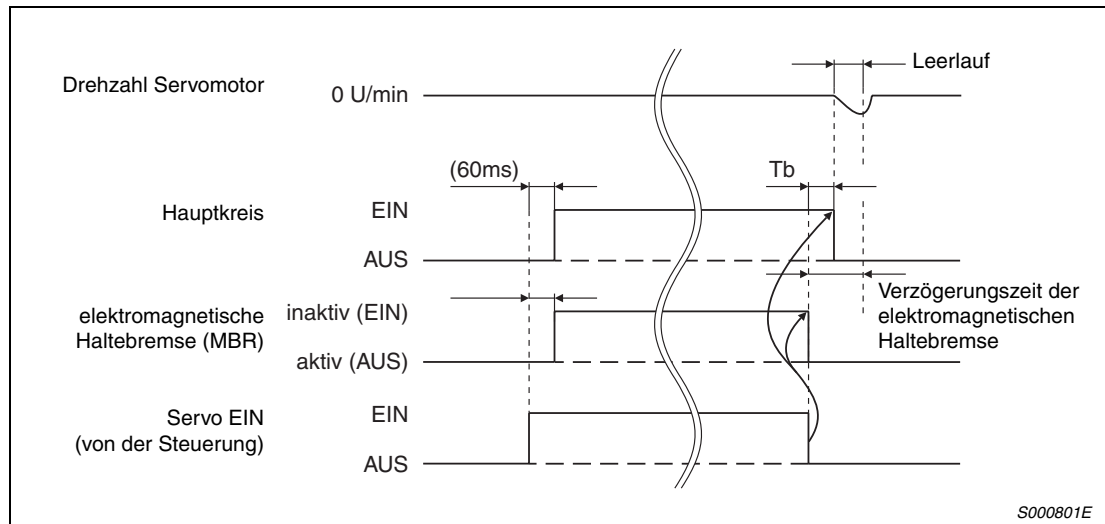 Leerlauf
Drehzahl Servomotor
0 U/min
(60ms)
Tb
Hauptkreis
EIN
AUS
elektromagnetische
Haltebremse (MBR)
inaktiv (EIN)
aktiv (AUS)
Verzögerungszeit der
elektromagnetischen
Haltebremse
Servo EIN
(von der Steuerung)
EIN
AUS
S000801E